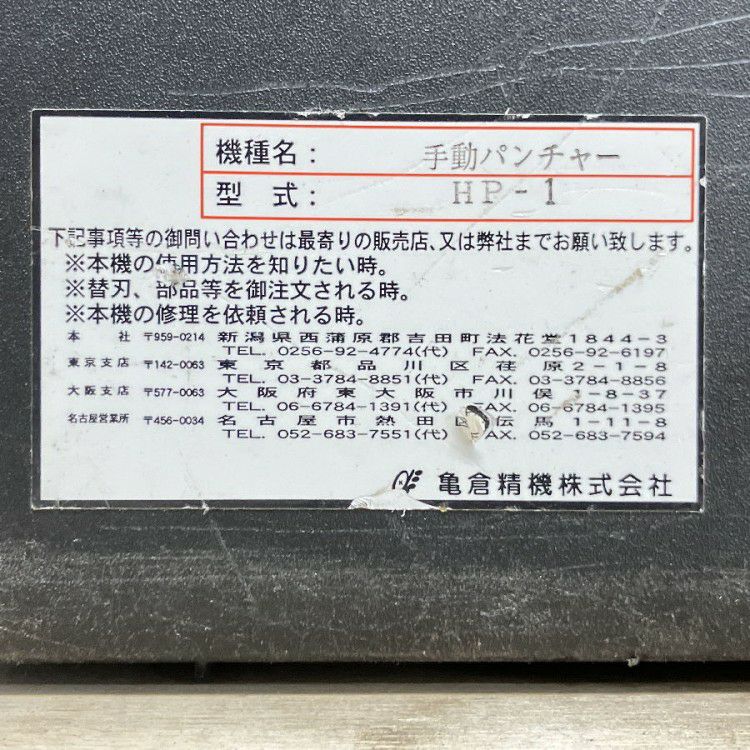 機種名： 手動パンチャー
型 式： HP-1
下記事項等の御問い合わせは最寄りの販売店、又は弊社までお願い致します。
※本機の使用方法を知りたい時。
※替刃、部品等を御注文される時。
※本機の修理を依頼される時。
本 社 〒959-0214 新潟県西蒲原郡吉田町法花堂1844-3
TEL. 0256-92-4774(代) FAX. 0256-92-6197
東京支店 〒142-0063 東京都品川区荏原2-1-8
TEL. 03-3784-8851(代) FAX. 03-3784-8856
大阪支店 〒577-0063 大阪府東大阪市川俣1-8-37
TEL. 06-6784-1391(代) FAX. 06-6784-1395
名古屋営業所 〒456-0034 名古屋市熱田区伝馬1-11-8
TEL. 052-683-7551(代) FAX. 052-683-7594
亀倉精機株式会社